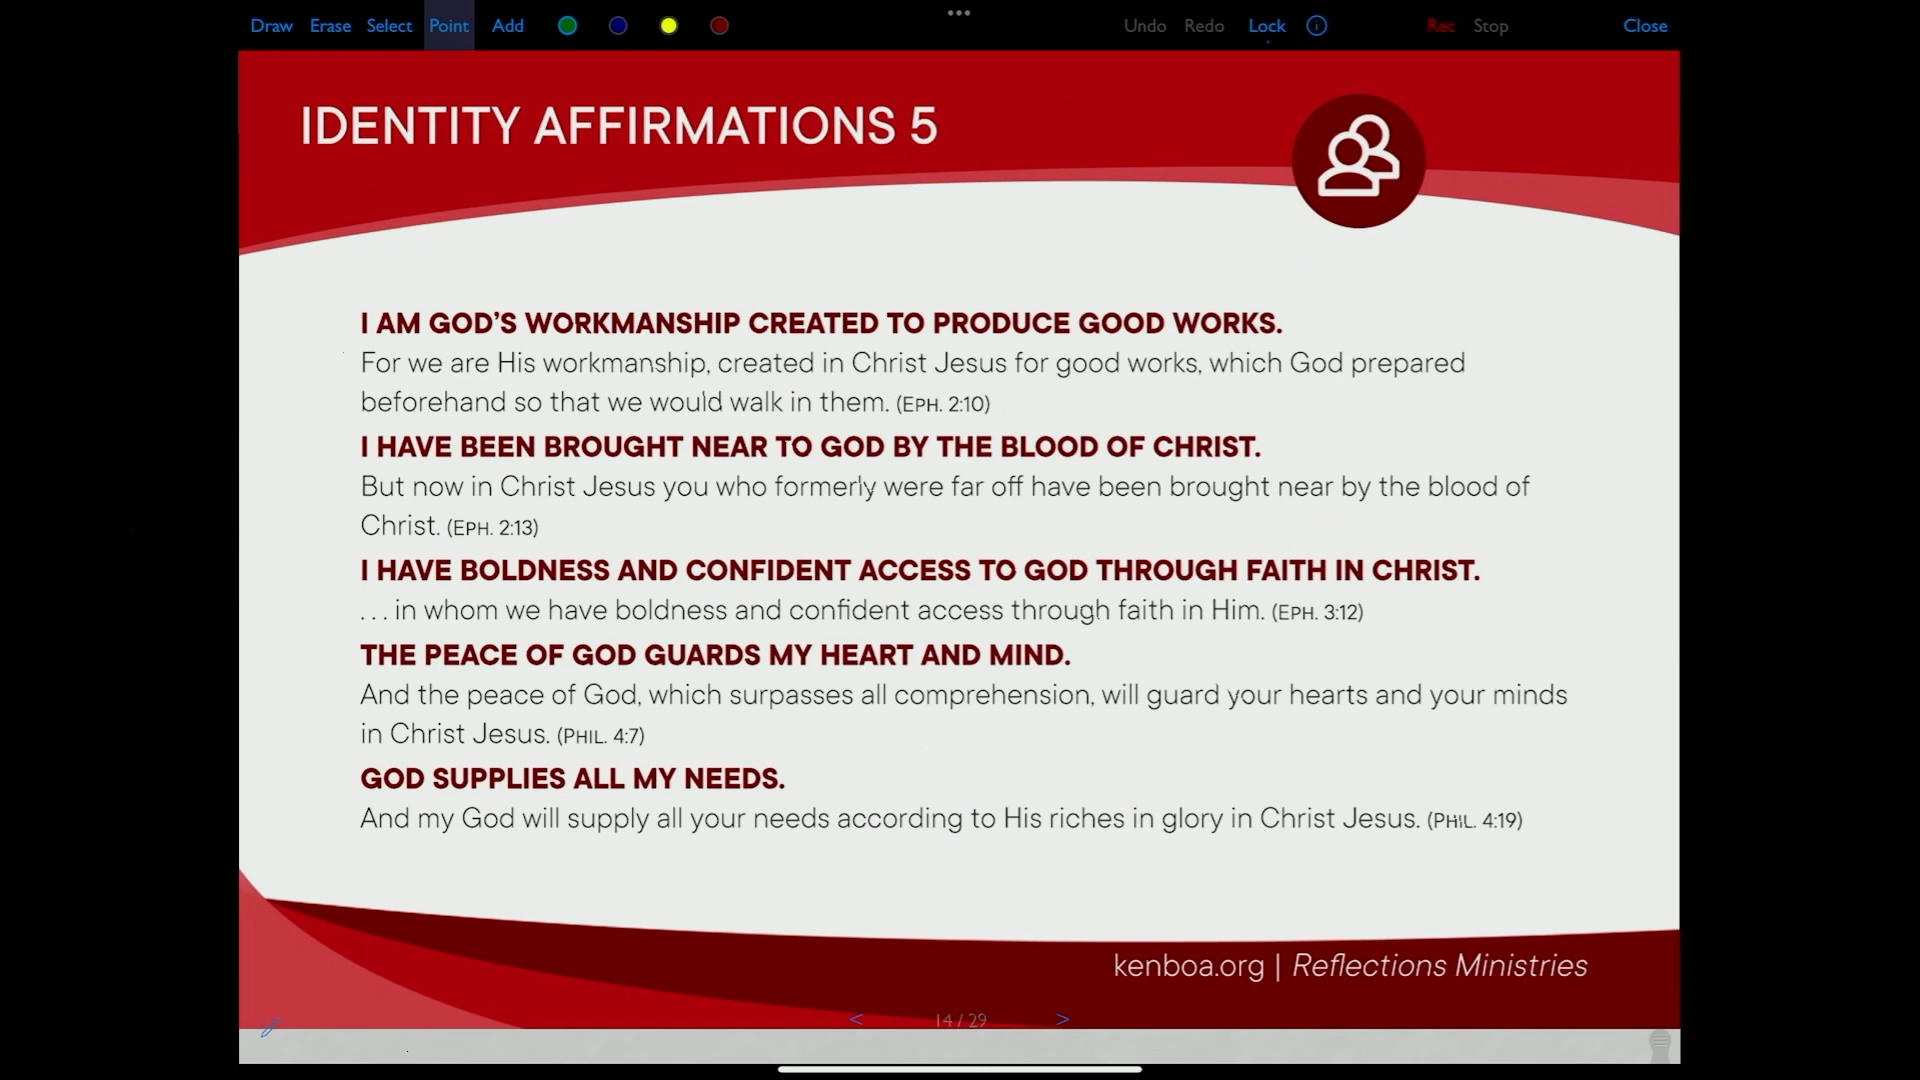 Draw Erase Select Point Add Undo Redo Lock Rec Stop Close
IDENTITY AFFIRMATIONS 5
I AM GOD’S WORKMANSHIP CREATED TO PRODUCE GOOD WORKS.
For we are His workmanship, created in Christ Jesus for good works, which God prepared
beforehand so that we would walk in them. (EPH. 2:10)
I HAVE BEEN BROUGHT NEAR TO GOD BY THE BLOOD OF CHRIST.
But now in Christ Jesus you who formerly were far off have been brought near by the blood of
Christ. (EPH. 2:13)
I HAVE BOLDNESS AND CONFIDENT ACCESS TO GOD THROUGH FAITH IN CHRIST.
. . . in whom we have boldness and confident access through faith in Him. (EPH. 3:12)
THE PEACE OF GOD GUARDS MY HEART AND MIND.
And the peace of God, which surpasses all comprehension, will guard your hearts and your minds
in Christ Jesus. (PHIL. 4:7)
GOD SUPPLIES ALL MY NEEDS.
And my God will supply all your needs according to His riches in glory in Christ Jesus. (PHIL. 4:19)
kenboa.org | Reflections Ministries
< 14 / 29 >